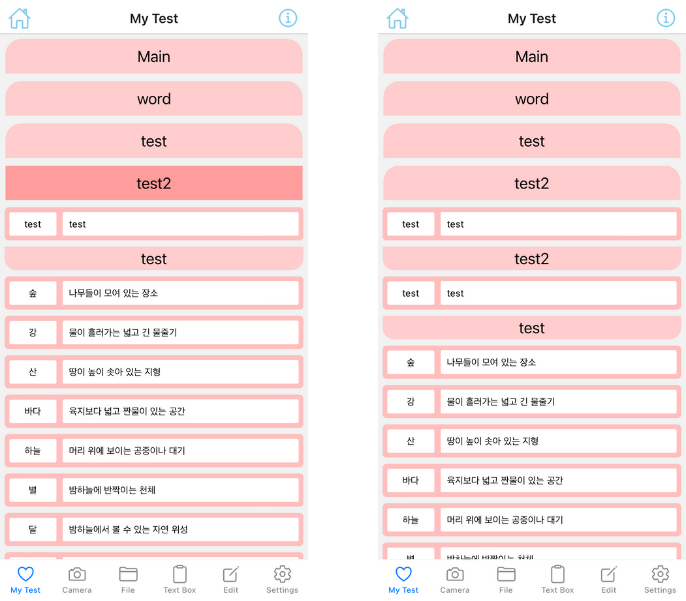 My Test
Main
word
test
test2
test test
test
숲 나무들이 모여 있는 장소
강 물이 흘러가는 넓고 긴 물줄기
산 땅이 높이 솟아 있는 지형
바다 육지보다 넓고 짠물이 있는 공간
하늘 머리 위에 보이는 공중이나 대기
별 밤하늘에 반짝이는 천체
달 밤하늘에서 볼 수 있는 자연 위성
My Test Camera File Text Box Edit Settings
My Test
Main
word
test
test2
test test
test2
test test
test
숲 나무들이 모여 있는 장소
강 물이 흘러가는 넓고 긴 물줄기
산 땅이 높이 솟아 있는 지형
바다 육지보다 넓고 짠물이 있는 공간
하늘 머리 위에 보이는 공중이나 대기
별 밤하늘에 반짝이는 천체
My Test Camera File Text Box Edit Settings